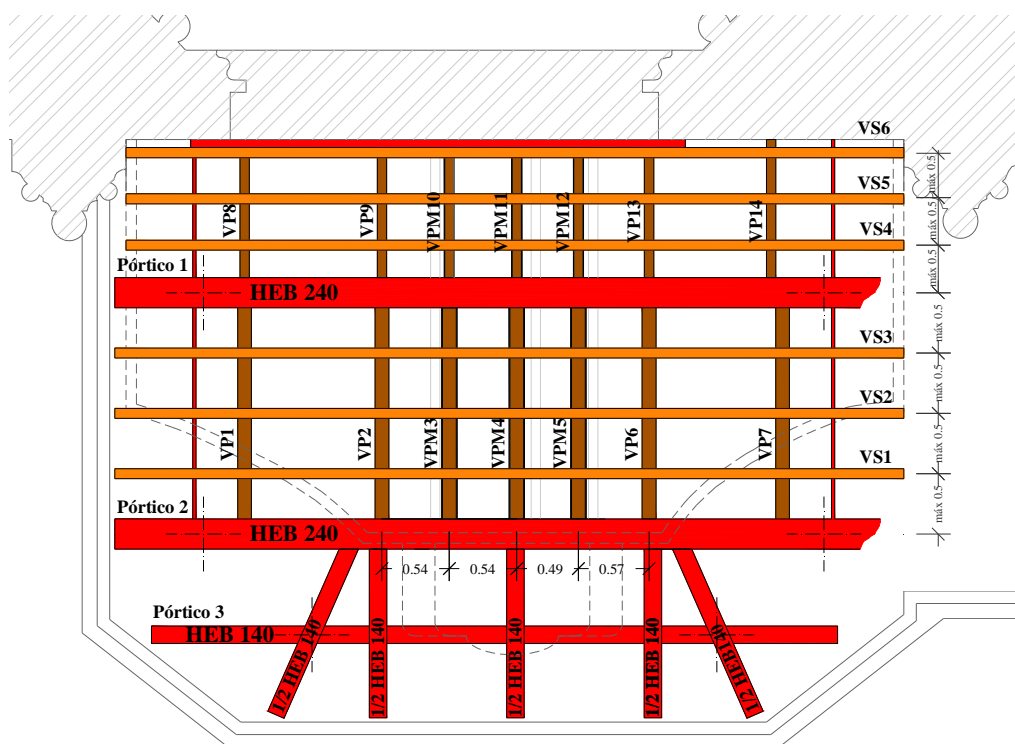 VS6
VS5
VS4
VP8
VP9
VPM10
VPM11
VPM12
VP13
VP14
máx 0.5
máx 0.5
máx 0.5
Pórtico 1
HEB 240
VS3
VS2
VS1
VP1
VP2
VPM3
VPM4
VPM5
VP6
VP7
máx 0.5
máx 0.5
máx 0.5
máx 0.5
Pórtico 2
HEB 240
0.54
0.54
0.49
0.57
Pórtico 3
HEB 140
1/2 HEB 140
1/2 HEB 140
1/2 HEB 140
1/2 HEB 140
1/2 HEB140